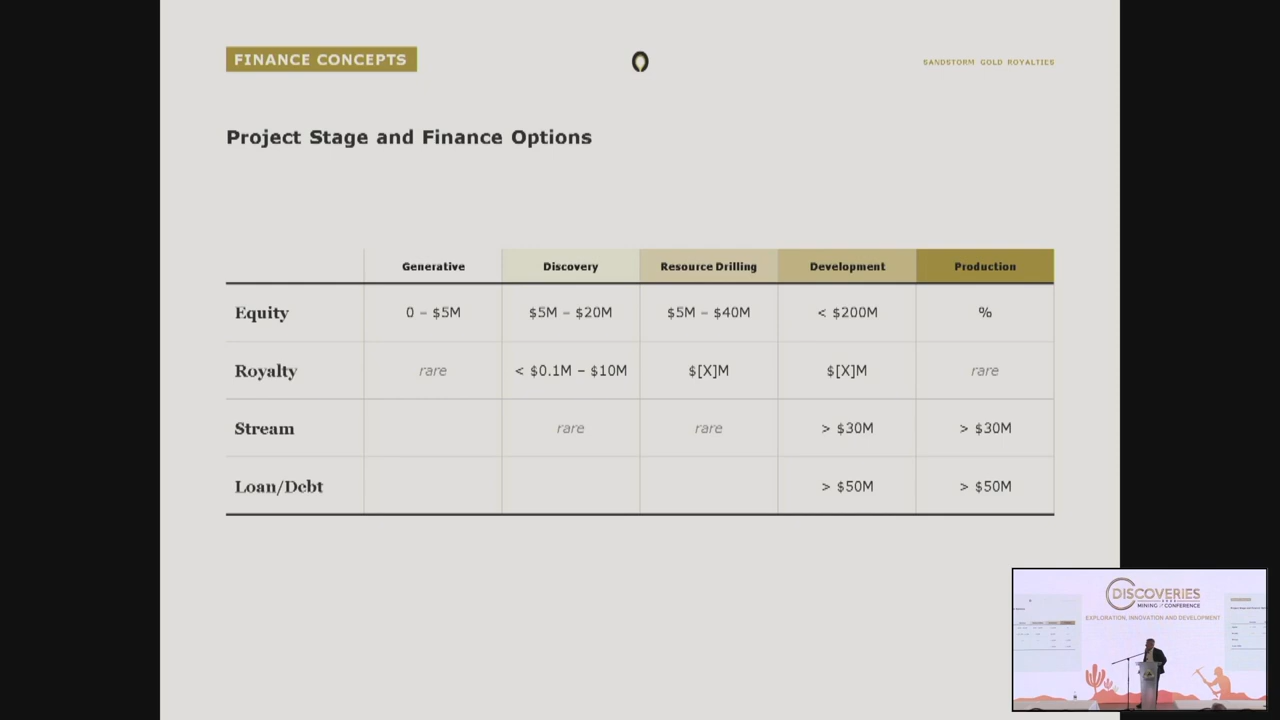 FINANCE CONCEPTS
SANDSTORM GOLD ROYALTIES
Project Stage and Finance Options
Generative Discovery Resource Drilling Development Production
Equity 0 – $5M $5M – $20M $5M – $40M < $200M %
Royalty rare < $0.1M – $10M $[X]M $[X]M rare
Stream rare rare > $30M > $30M
Loan/Debt > $50M > $50M
DISCOVERIES
MINING CONFERENCE
EXPLORATION, INNOVATION AND DEVELOPMENT